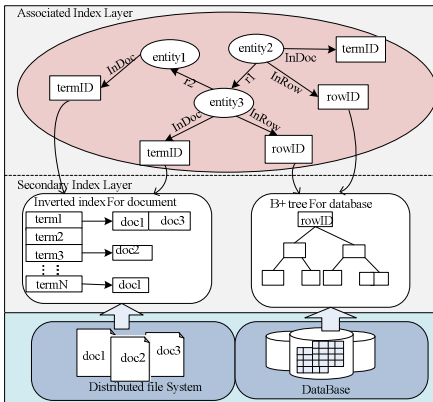 Associated Index Layer
entity1
entity2
termID
InDoc
InDoc
termID
r2
r1
InRow
rowID
entity3
InDoc
InRow
termID
rowID
Secondary Index Layer
Inverted index For document
B+ tree For database
term1
doc1
doc3
rowID
term2
term3
doc2
termN
doc1
doc1
doc2
doc3
Distributed file System
DataBase